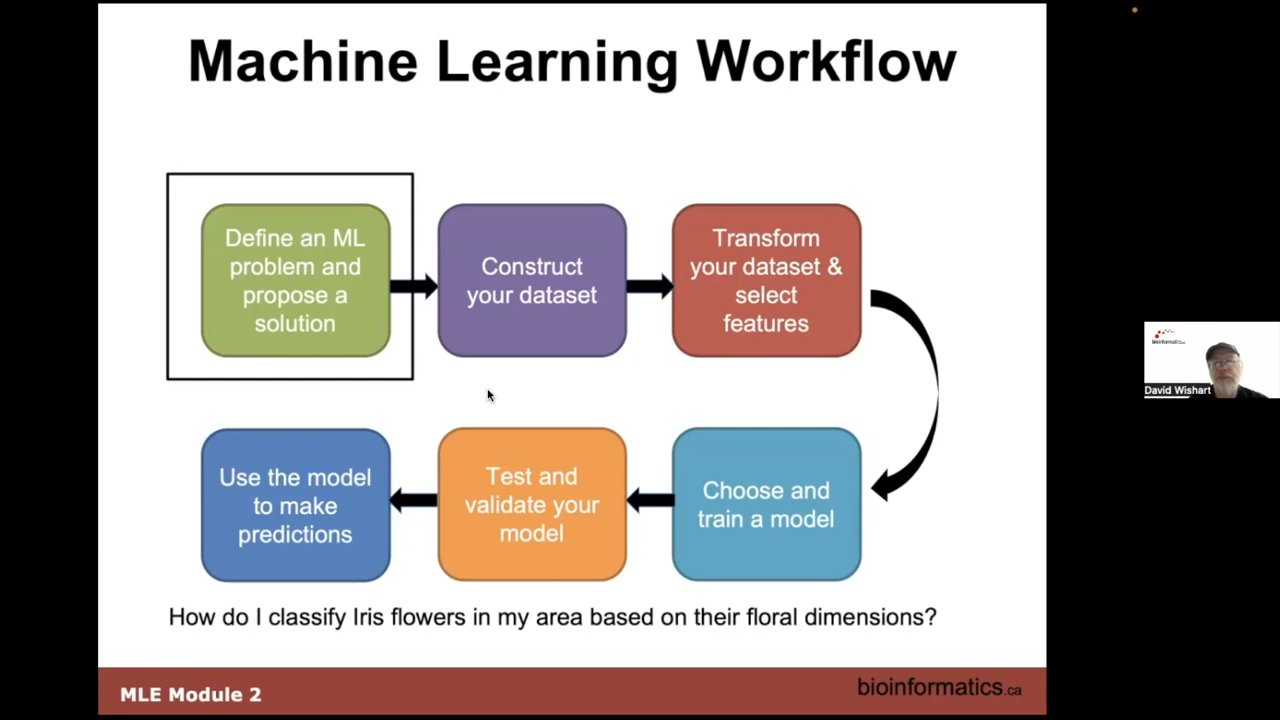 Machine Learning Workflow
Define an ML
problem and
propose a
solution
Construct
your dataset
Transform
your dataset &
select
features
Use the model
to make
predictions
Test and
validate your
model
Choose and
train a model
How do I classify Iris flowers in my area based on their floral dimensions?
MLE Module 2
bioinformatics.ca
bioinformatics.ca
David Wishart